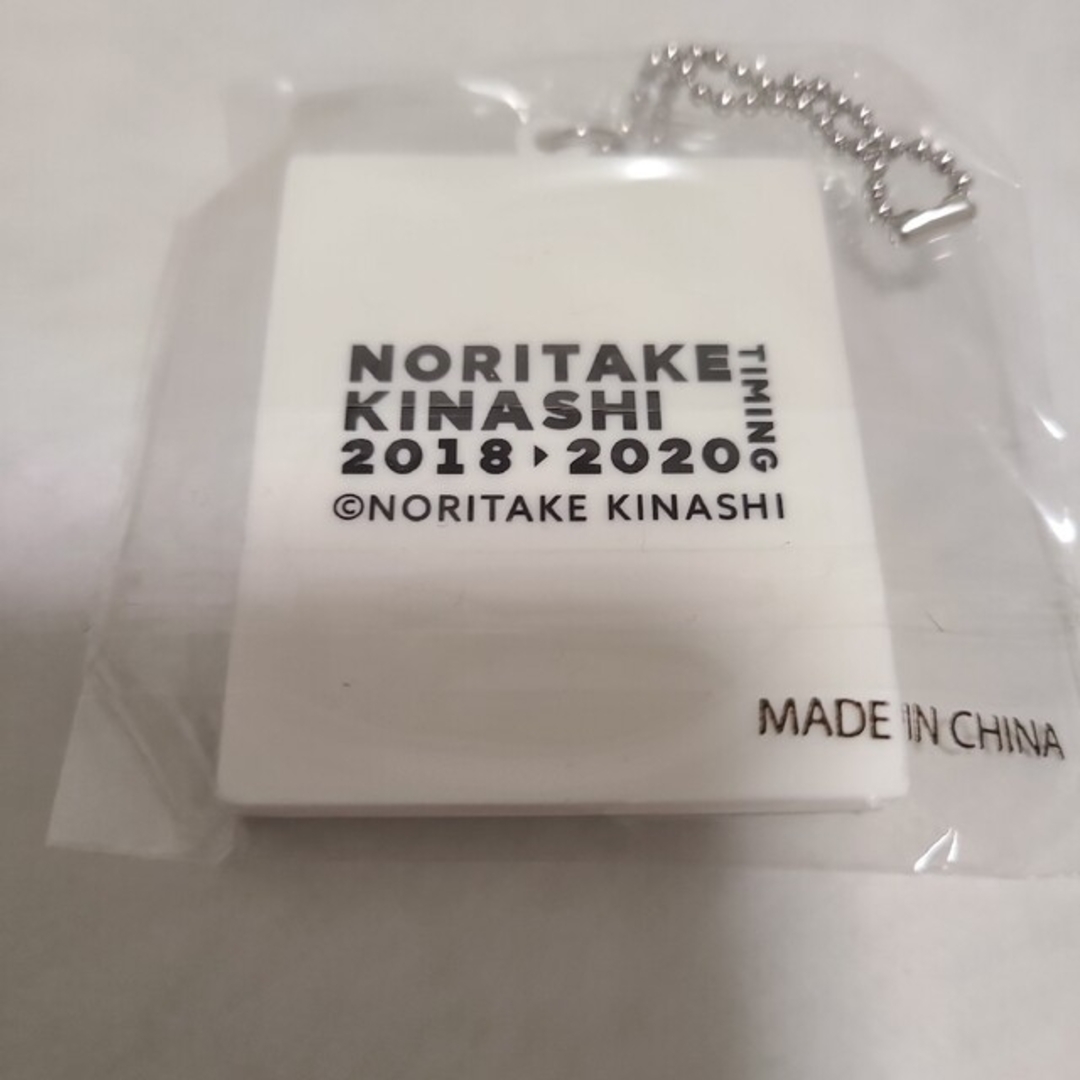 NORITAKE
KINASHI
2018▶2020
TIMING
©NORITAKE KINASHI
MADE IN CHINA